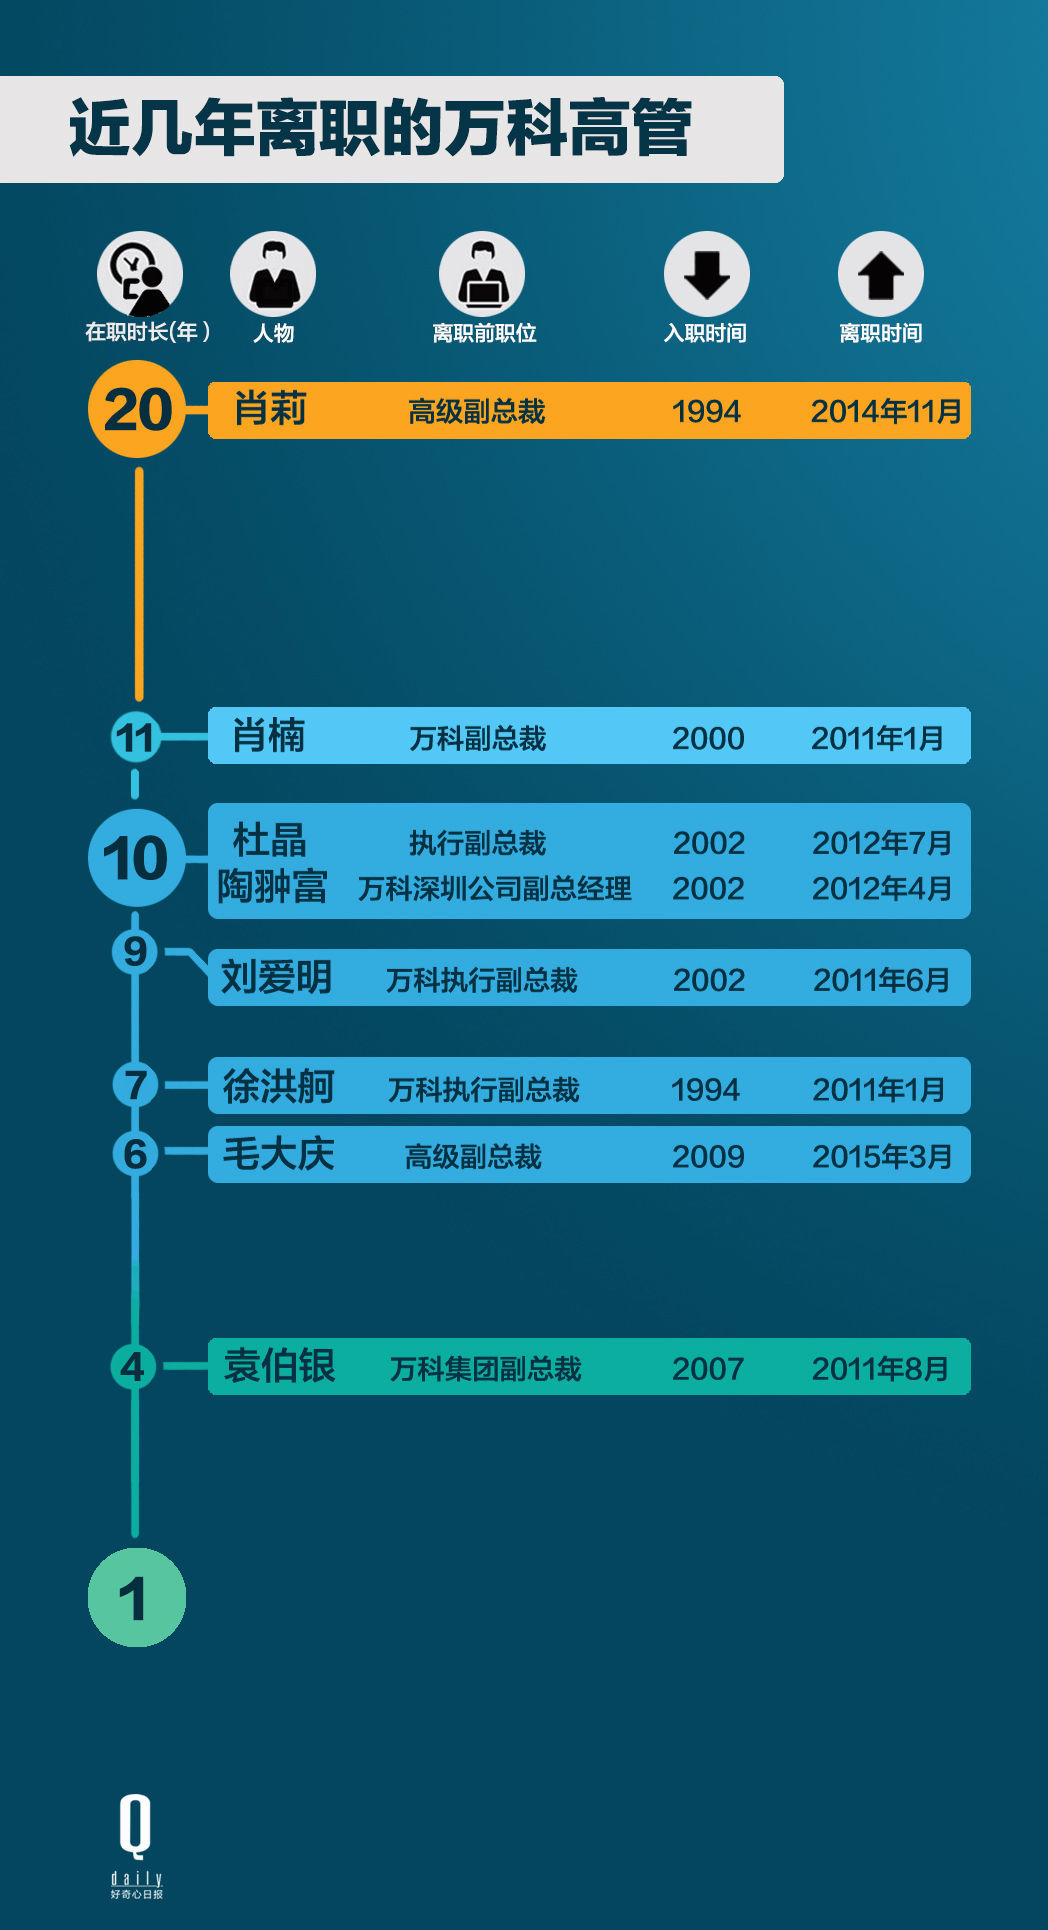 近几年离职的万科高管
在职时长(年） 人物 离职前职位 入职时间 离职时间
20 肖莉 高级副总裁 1994 2014年11月
11 肖楠 万科副总裁 2000 2011年1月
10 杜晶 执行副总裁 2002 2012年7月
陶翀富 万科深圳公司副总经理 2002 2012年4月
9 刘爱明 万科执行副总裁 2002 2011年6月
7 徐洪舸 万科执行副总裁 1994 2011年1月
6 毛大庆 高级副总裁 2009 2015年3月
4 袁伯银 万科集团副总裁 2007 2011年8月
1
Q
daily
好奇心日报